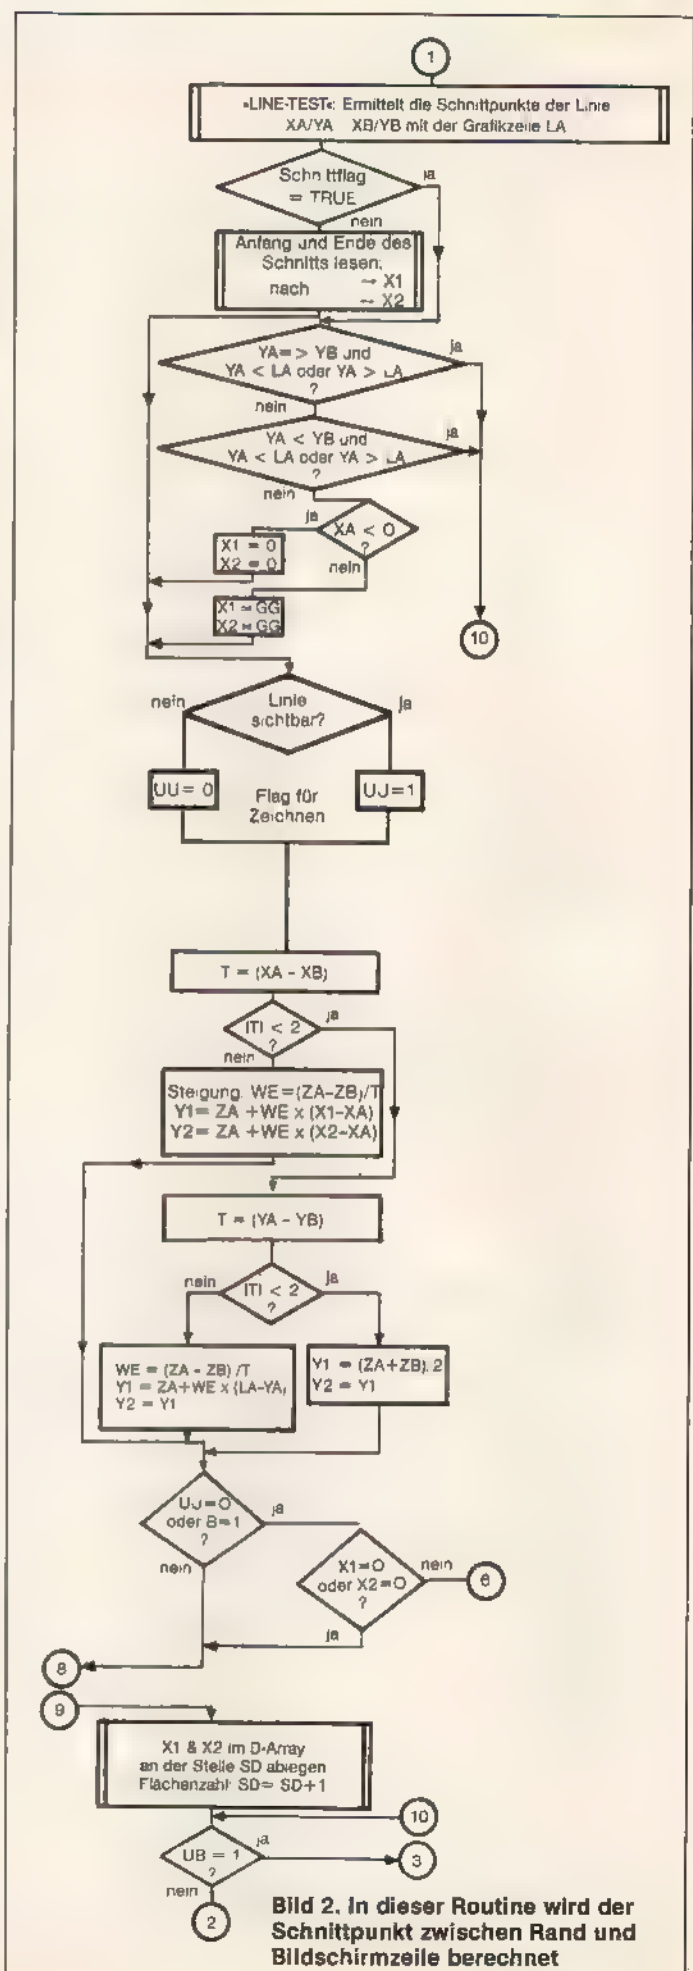 1
»LINE-TEST«: Ermittelt die Schnittpunkte der Linie
XA/YA XB/YB mit der Grafikzeile LA
Schnittflag
= TRUE
ja
nein
Anfang und Ende des
Schnitts lesen,
nach → X1
→ X2
YA=> YB und
YA < LA oder YA > LA
?
ja
nein
YA < YB und
YA < LA oder YA > LA
?
ja
nein
XA < 0
?
ja
nein
X1 = 0
X2 = 0
X1 = GG
X2 = GG
10
Linie
sichtbar?
nein
ja
UU = 0
Flag für
Zeichnen
UJ=1
T = (XA - XB)
ITI < 2
?
ja
nein
Steigung. WE=(ZA-ZB)/T
Y1= ZA +WE x (X1-XA)
Y2= ZA +WE x (X2-XA)
T = (YA - YB)
ITI < 2
?
nein
ja
WE = (ZA - ZB) /T
Y1= ZA+WE x (LA-YA)
Y2 = Y1
Y1 = (ZA+ZB).2
Y2 = Y1
UJ=0
oder B=1
?
ja
nein
X1=0
oder X2=0
?
nein
6
ja
8
9
X1 & X2 im D-Array
an der Stelle SD ablegen
Flächenzahl: SD= SD+1
10
UB = 1
?
ja
3
nein
2
Bild 2. In dieser Routine wird der
Schnittpunkt zwischen Rand und
Bildschirmzeile berechnet